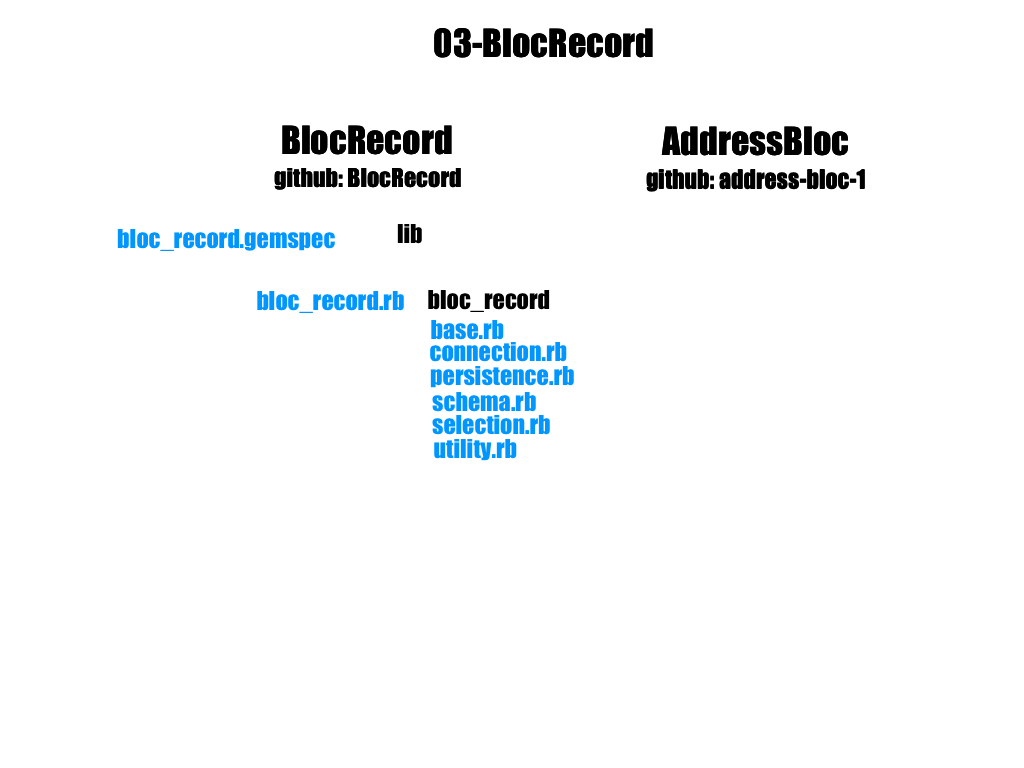 03-BlocRecord
BlocRecord
github: BlocRecord
AddressBloc
github: address-bloc-1
bloc_record.gemspec
lib
bloc_record.rb
bloc_record
base.rb
connection.rb
persistence.rb
schema.rb
selection.rb
utility.rb